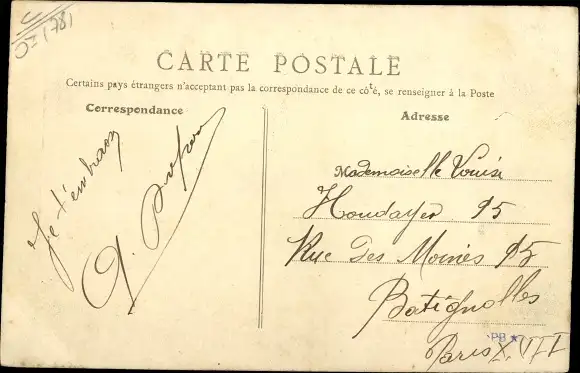 CARTE POSTALE
Certains pays étrangers n'acceptant pas la correspondance de ce côté, se renseigner à la Poste
Correspondance
Adresse
Je t'embrasse
Mademoiselle Louise
Houdayer 95
Rue Des Moines 95
Batignolles
PB
Paris XVII